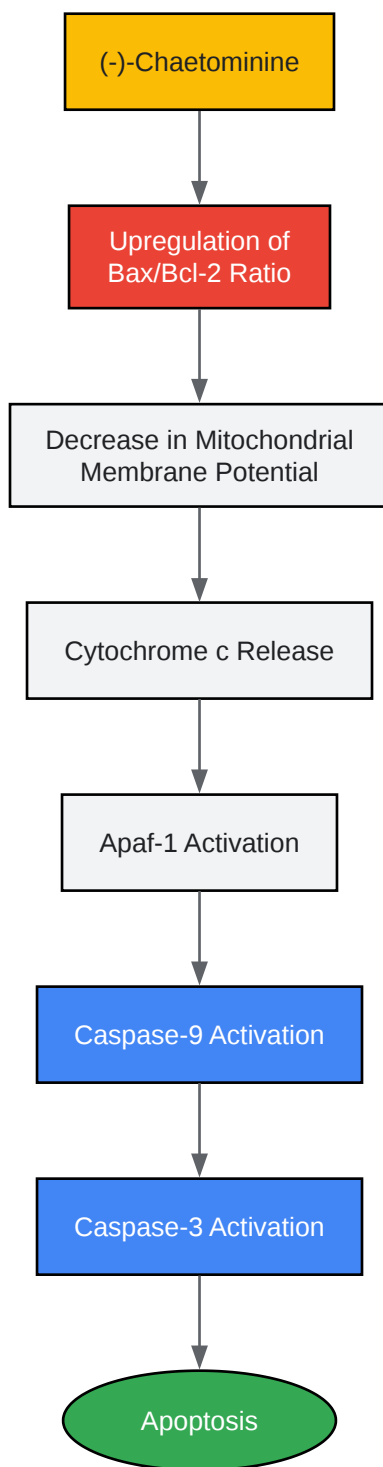 (-)-Chaetominine
Upregulation of
Bax/Bcl-2 Ratio
Decrease in Mitochondrial
Membrane Potential
Cytochrome c Release
Apaf-1 Activation
Caspase-9 Activation
Caspase-3 Activation
Apoptosis